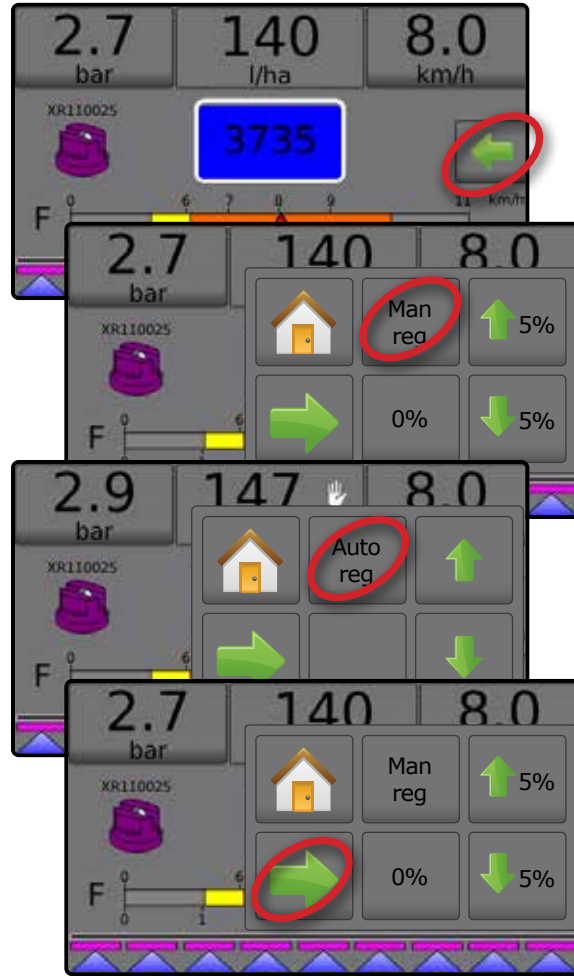 2.7 140 8.0
bar l/ha km/h
XR110025
3735
0 6 7 8 9 11 km/h
F
2.7 140 8.0
bar
XR110025
Man reg
5%
0 6
F
0 1
0%
5%
2.9 147 8.0
bar
XR110025
Auto reg
0 6
F
2.7 140 8.0
bar
XR110025
Man reg
5%
0 6
F
0 1
0%
5%